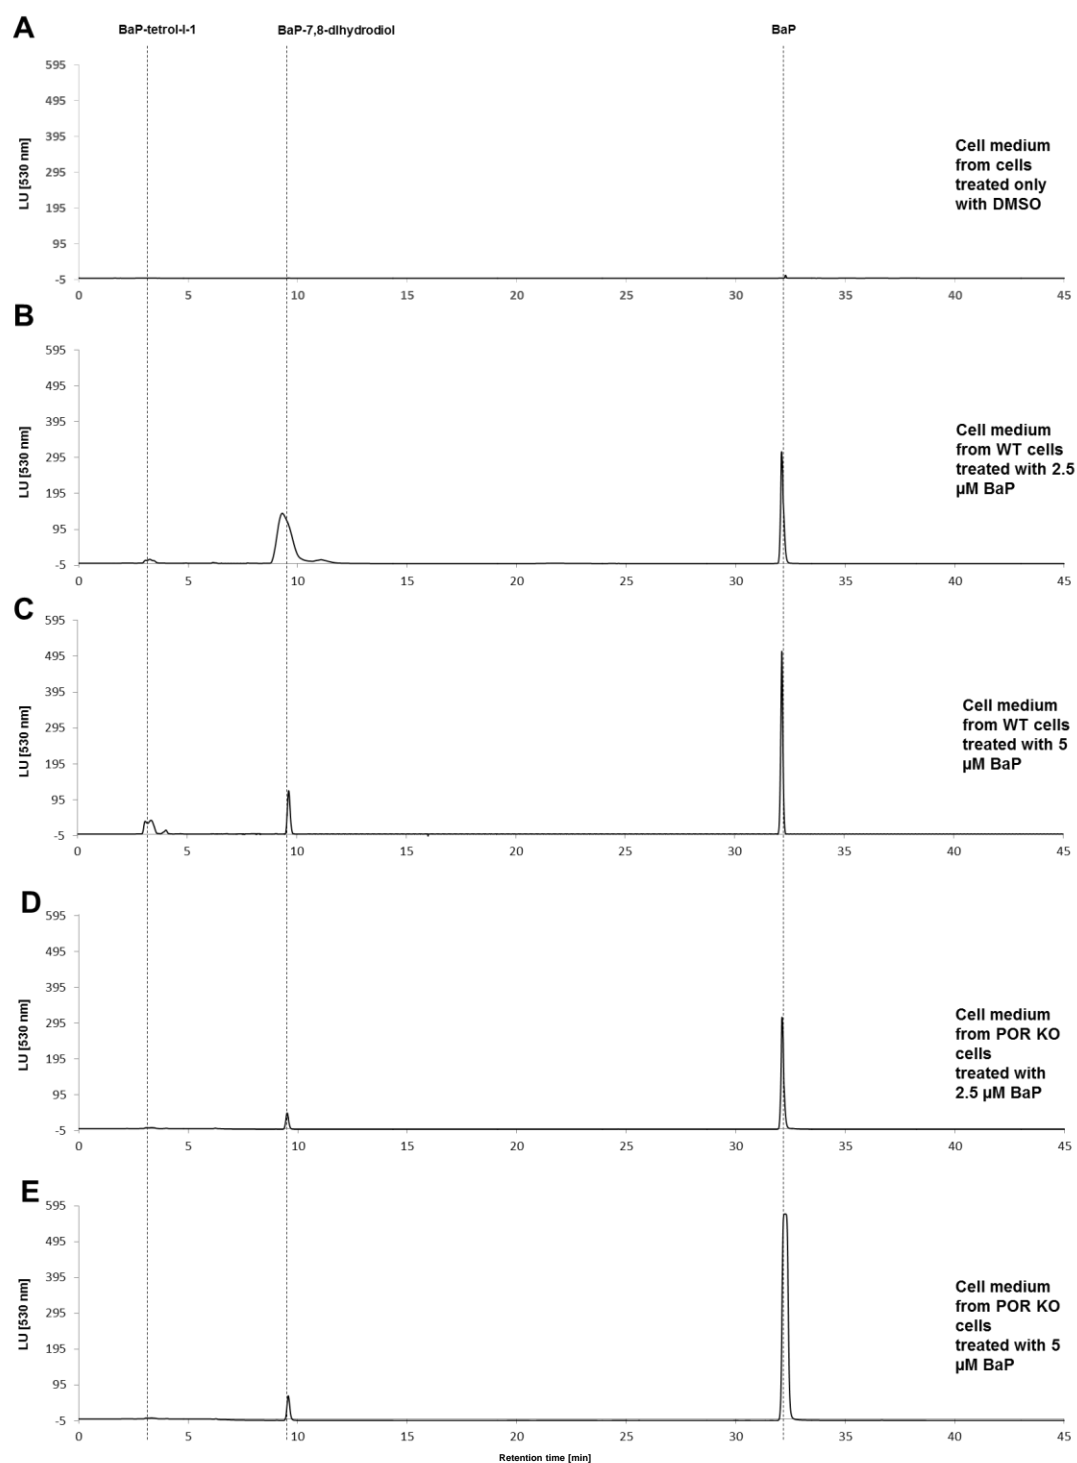 A
BaP-tetrol-I-1 BaP-7,8-dlhydrodiol BaP
595
495
395
295
195
95
-5
LU [530 nm]
Cell medium
from cells
treated only
with DMSO
0 5 10 15 20 25 30 35 40 45
B
595
495
395
295
195
95
-5
LU [530 nm]
Cell medium
from WT cells
treated with 2.5
µM BaP
0 5 10 15 20 25 30 35 40 45
C
595
495
395
295
195
95
-5
LU [530 nm]
Cell medium
from WT cells
treated with 5
µM BaP
0 5 10 15 20 25 30 35 40 45
D
595
495
395
295
195
95
-5
LU [530 nm]
Cell medium
from POR KO
cells
treated with
2.5 µM BaP
0 5 10 15 20 25 30 35 40 45
E
595
495
395
295
195
95
-5
LU [530 nm]
Cell medium
from POR KO
cells
treated with 5
µM BaP
0 5 10 15 20 25 30 35 40 45
Retention time [min]